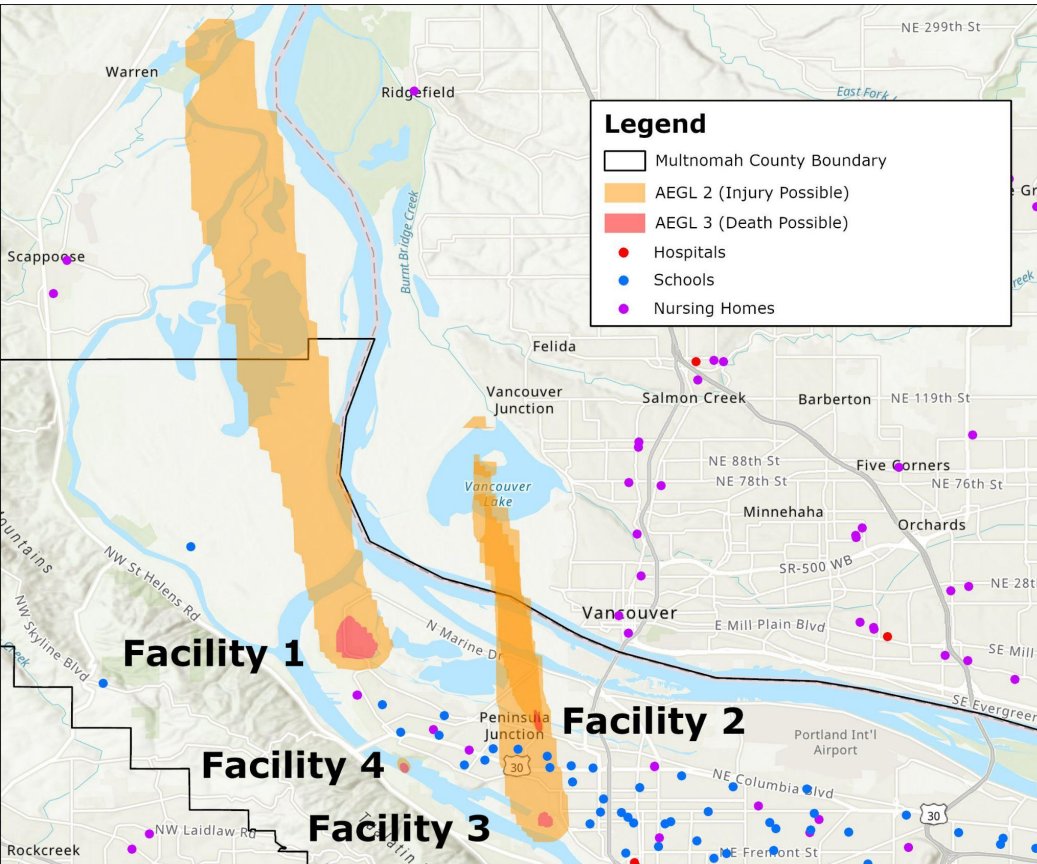 NE 299th St
Warren
Ridgefield
East Fork
Legend
Multnomah County Boundary
AEGL 2 (Injury Possible)
AEGL 3 (Death Possible)
Hospitals
Schools
Nursing Homes
e Gr
Burnt Bridge Creek
Scappoose
reek
Felida
Vancouver
Junction
Salmon Creek
Barberton
NE 119th St
NE 88th St
NE 78th St
Five Corners
NE 76th St
Vancouver
Lake
Minnehaha
Orchards
ountains
SR-500 WB
NW St Helens Rd
NE 28t
NW Skyline Blvd
Vancouver
E Mill Plain Blvd
N Marine Dr
Creek
Facility 1
SE Mill
SE Evergreen
Peninsula
Junction
Facility 2
Portland Int'l
Airport
30
Facility 4
NE Columbia Blvd
30
Facility 3
NW Laidlaw Rd
Rockcreek
NE Fremont St